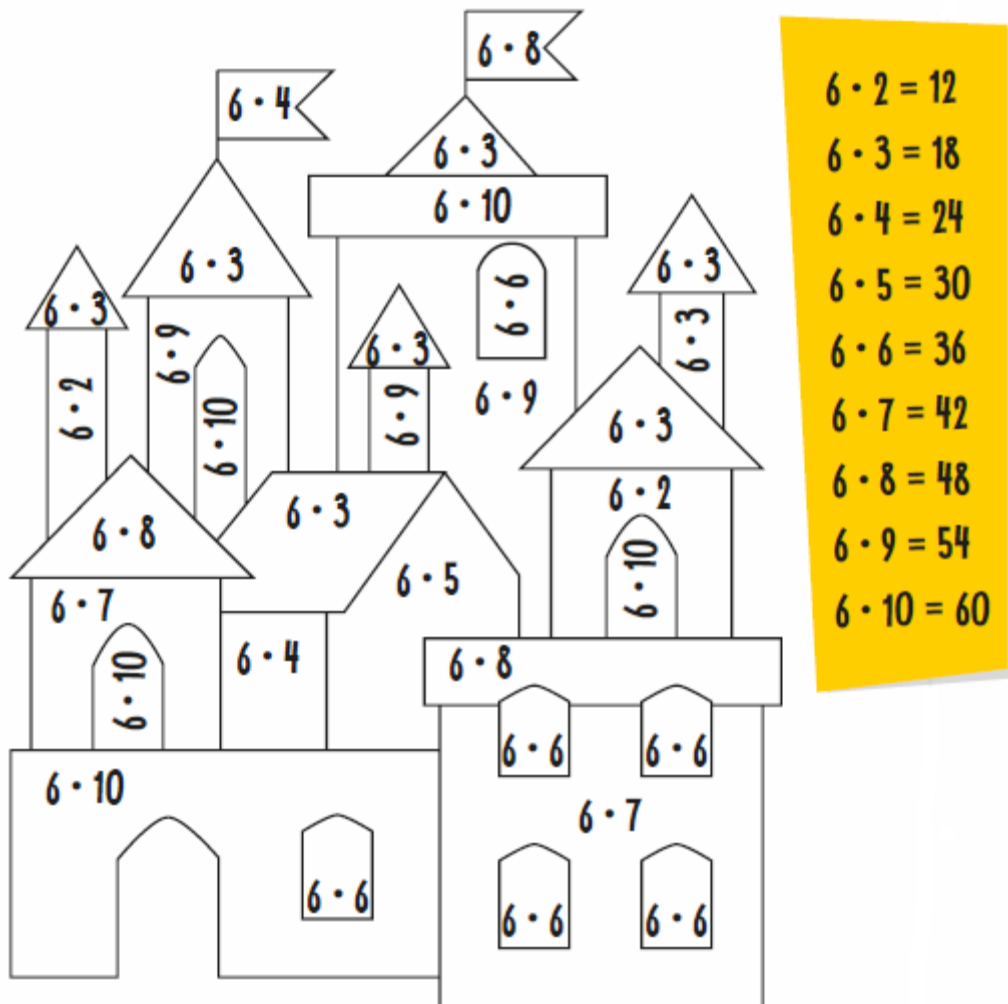 6 · 8
6 · 4
6 · 3
6 · 10
6 · 3
6 · 3
6 · 3
6 · 6
6 · 3
6 · 9
6 · 3
6 · 2
6 · 10
6 · 9
6 · 9
6 · 3
6 · 8
6 · 3
6 · 2
6 · 5
6 · 10
6 · 7
6 · 4
6 · 8
6 · 10
6 · 6
6 · 6
6 · 10
6 · 7
6 · 6
6 · 6
6 · 6
6 · 2 = 12
6 · 3 = 18
6 · 4 = 24
6 · 5 = 30
6 · 6 = 36
6 · 7 = 42
6 · 8 = 48
6 · 9 = 54
6 · 10 = 60